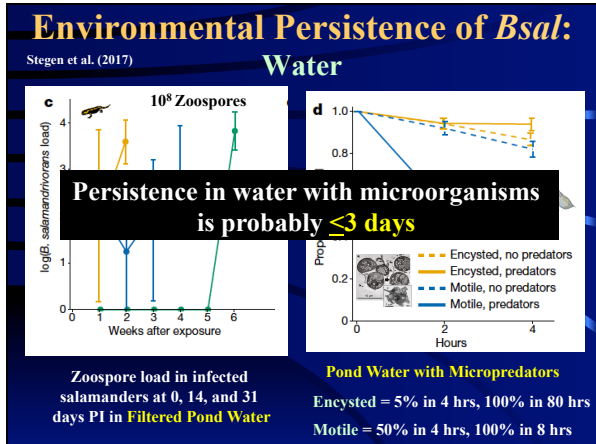 Environmental Persistence of Bsal:
Stegen et al. (2017)
Water
c
10⁸ Zoospores
log(B. salamandrivorans load)
4
1
0
0 1 2 3 4 5 6
Weeks after exposure
d
1.0
0.8
0.2
0
0 2 4
Hours
Encysted, no predators
Encysted, predators
Motile, no predators
Motile, predators
Persistence in water with microorganisms
is probably ≤3 days
Zoospore load in infected
salamanders at 0, 14, and 31
days PI in Filtered Pond Water
Pond Water with Micropredators
Encysted = 5% in 4 hrs, 100% in 80 hrs
Motile = 50% in 4 hrs, 100% in 8 hrs